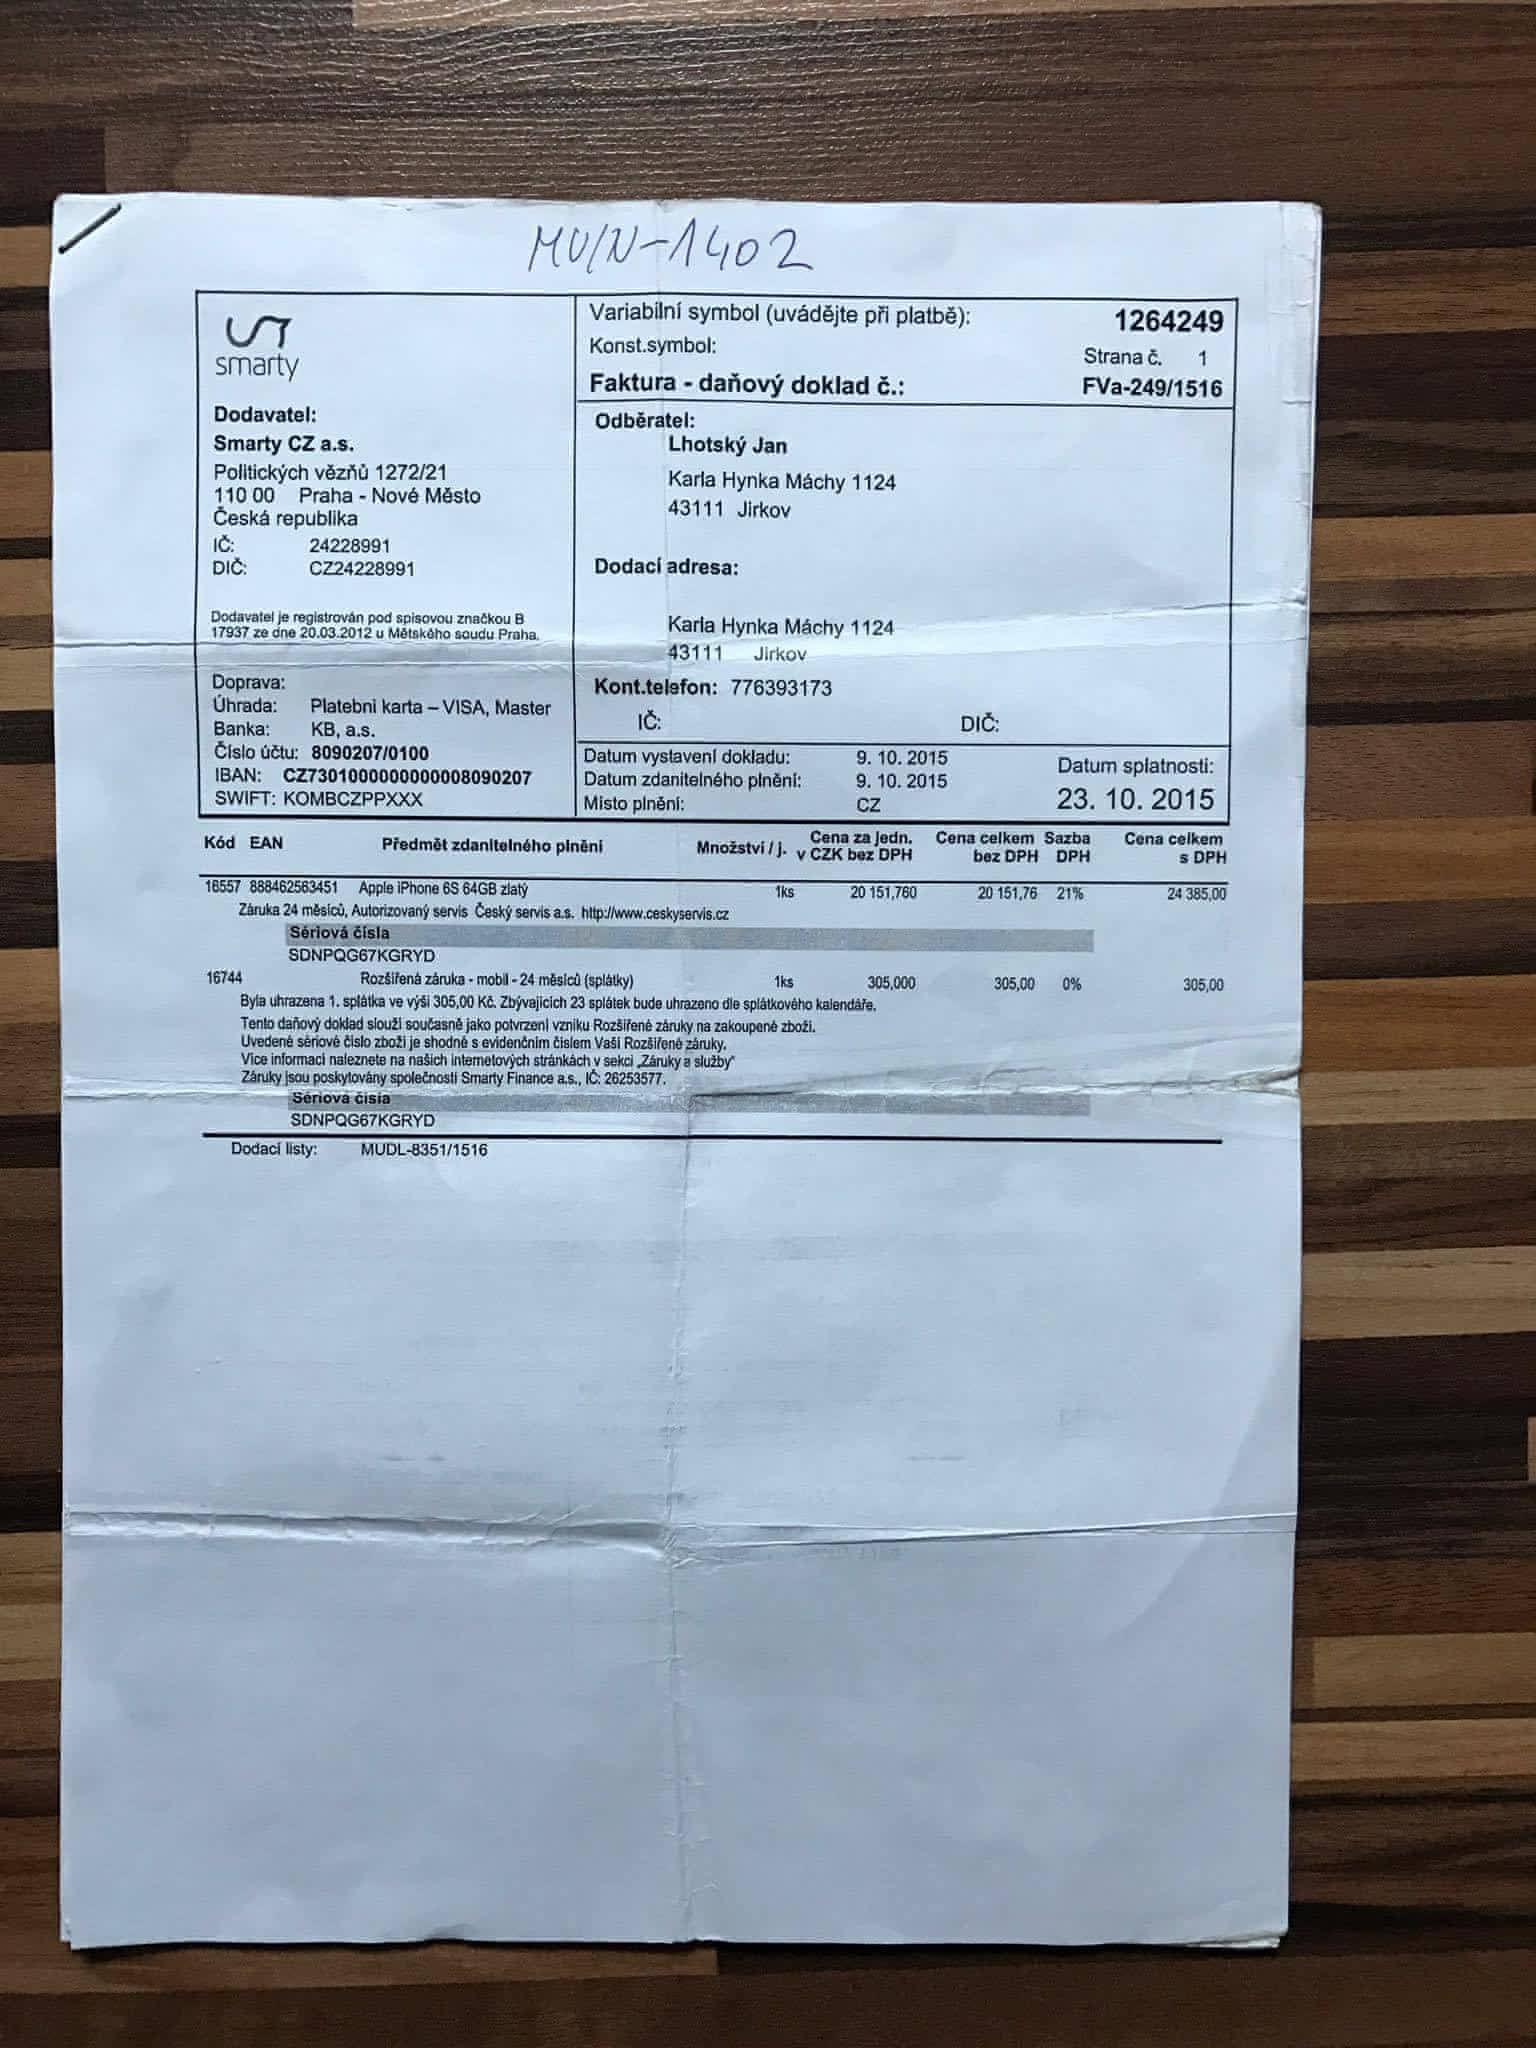 MU/N-1402
smarty
Variabilní symbol (uvádějte při platbě): 1264249
Konst.symbol:
Strana č. 1
Faktura - daňový doklad č.: FVa-249/1516
Dodavatel:
Smarty CZ a.s.
Politických vězňů 1272/21
110 00 Praha - Nové Město
Česká republika
IČ: 24228991
DIČ: CZ24228991
Dodavatel je registrován pod spisovou značkou B
17937 ze dne 20.03.2012 u Mětského soudu Praha.
Doprava:
Úhrada: Platebni karta – VISA, Master
Banka: KB, a.s.
Číslo účtu: 8090207/0100
IBAN: CZ7301000000000008090207
SWIFT: KOMBCZPPXXX
Odběratel:
Lhotský Jan
Karla Hynka Máchy 1124
43111 Jirkov
Dodací adresa:
Karla Hynka Máchy 1124
43111 Jirkov
Kont.telefon: 776393173
IČ: DIČ:
Datum vystavení dokladu: 9. 10. 2015
Datum zdanitelného plnění: 9. 10. 2015
Místo plnění: CZ
Datum splatnosti:
23. 10. 2015
Kód EAN Předmět zdanitelného plnění Množství / j. Cena za jedn. v CZK bez DPH Cena celkem bez DPH Sazba DPH Cena celkem s DPH
16557 888462563451 Apple iPhone 6S 64GB zlatý 1ks 20 151,760 20 151,76 21% 24 385,00
Záruka 24 měsíců, Autorizovaný servis Český servis a.s. http://www.ceskyservis.cz
Sériová čísla
SDNPQG67KGRYD
16744 Rozšířená záruka - mobil - 24 měsíců (splátky) 1ks 305,000 305,00 0% 305,00
Byla uhrazena 1. splátka ve výši 305,00 Kč. Zbývajících 23 splátek bude uhrazeno dle splátkového kalendáře.
Tento daňový doklad slouží současně jako potvrzení vzniku Rozšířené záruky na zakoupené zboží.
Uvedené sériové číslo zboží je shodné s evidenčním číslem Vaší Rozšířené záruky.
Více informací naleznete na našich internetových stránkách v sekci „Záruky a služby"
Záruky jsou poskytovány společností Smarty Finance a.s., IČ: 26253577.
Sériová čísla
SDNPQG67KGRYD
Dodací listy: MUDL-8351/1516